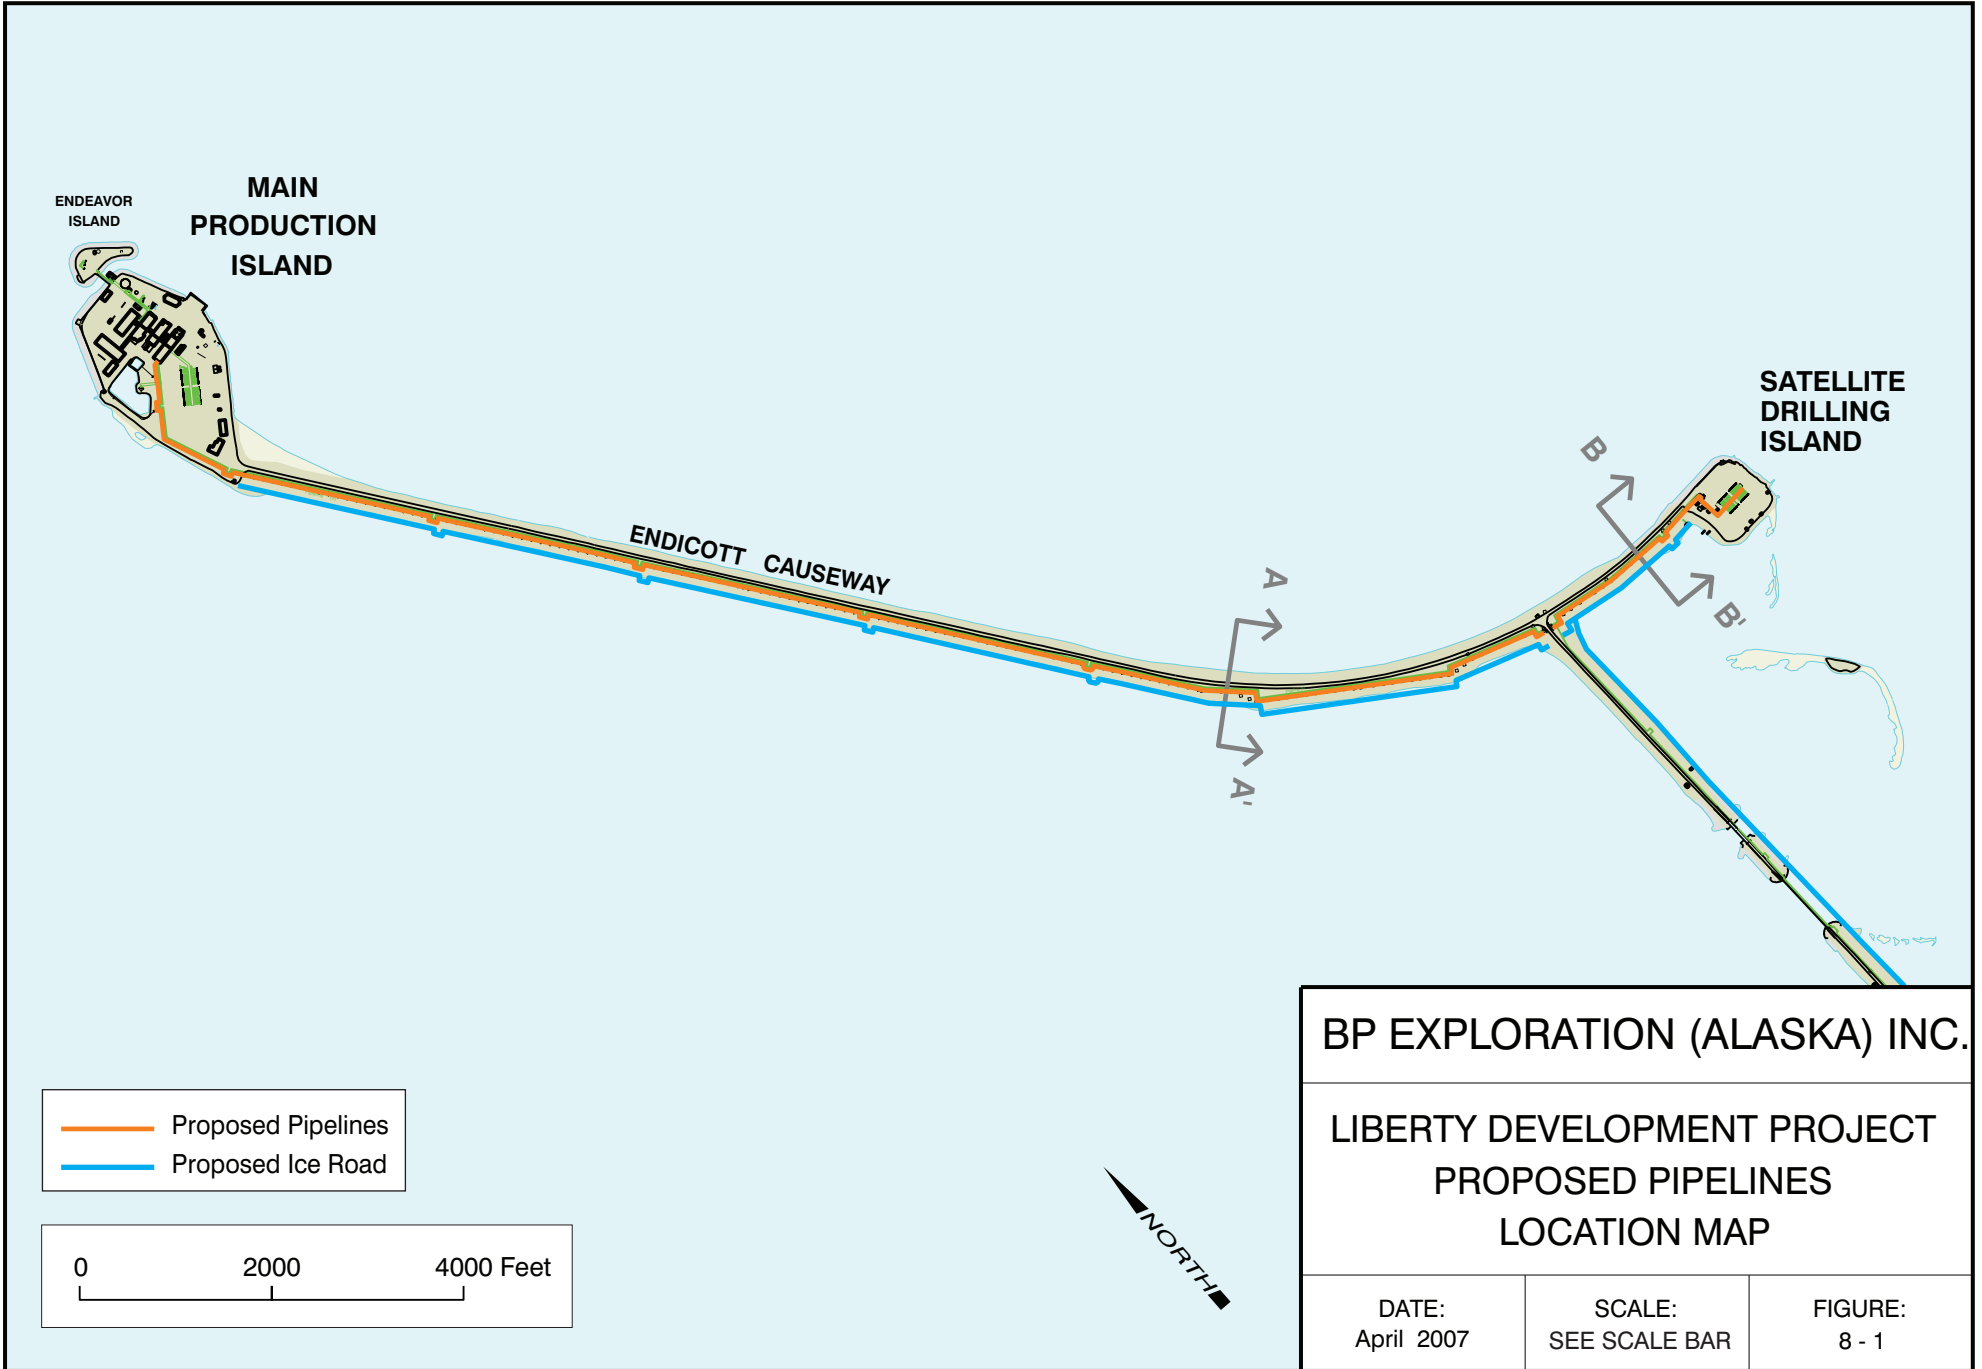 ENDEAVOR
ISLAND
MAIN
PRODUCTION
ISLAND
SATELLITE
DRILLING
ISLAND
B
B'
ENDICOTT CAUSEWAY
A
A'
Proposed Pipelines
Proposed Ice Road
0 2000 4000 Feet
NORTH
BP EXPLORATION (ALASKA) INC.
LIBERTY DEVELOPMENT PROJECT
PROPOSED PIPELINES
LOCATION MAP
DATE:
April 2007
SCALE:
SEE SCALE BAR
FIGURE:
8 - 1